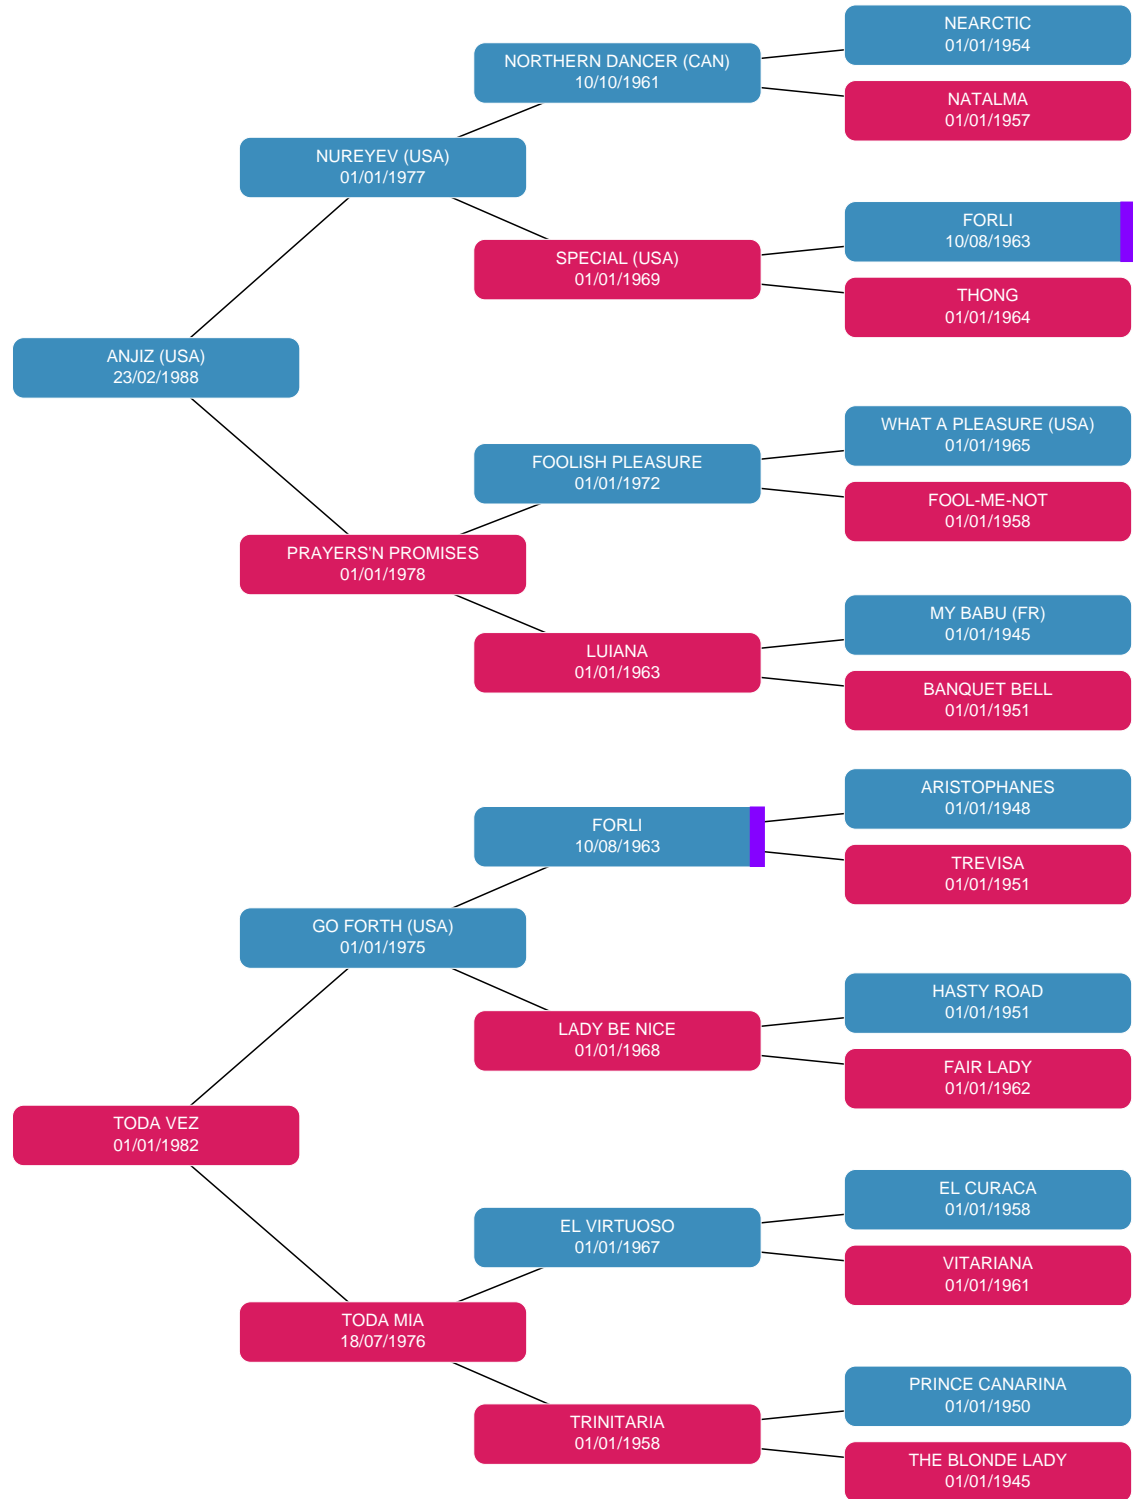 NEARCTIC
01/01/1954
NORTHERN DANCER (CAN)
10/10/1961
NATALMA
01/01/1957
NUREYEV (USA)
01/01/1977
FORLI
10/08/1963
SPECIAL (USA)
01/01/1969
THONG
01/01/1964
ANJIZ (USA)
23/02/1988
WHAT A PLEASURE (USA)
01/01/1965
FOOLISH PLEASURE
01/01/1972
FOOL-ME-NOT
01/01/1958
PRAYERS'N PROMISES
01/01/1978
MY BABU (FR)
01/01/1945
LUIANA
01/01/1963
BANQUET BELL
01/01/1951
ARISTOPHANES
01/01/1948
FORLI
10/08/1963
TREVISA
01/01/1951
GO FORTH (USA)
01/01/1975
HASTY ROAD
01/01/1951
LADY BE NICE
01/01/1968
FAIR LADY
01/01/1962
TODA VEZ
01/01/1982
EL CURACA
01/01/1958
EL VIRTUOSO
01/01/1967
VITARIANA
01/01/1961
TODA MIA
18/07/1976
PRINCE CANARINA
01/01/1950
TRINITARIA
01/01/1958
THE BLONDE LADY
01/01/1945